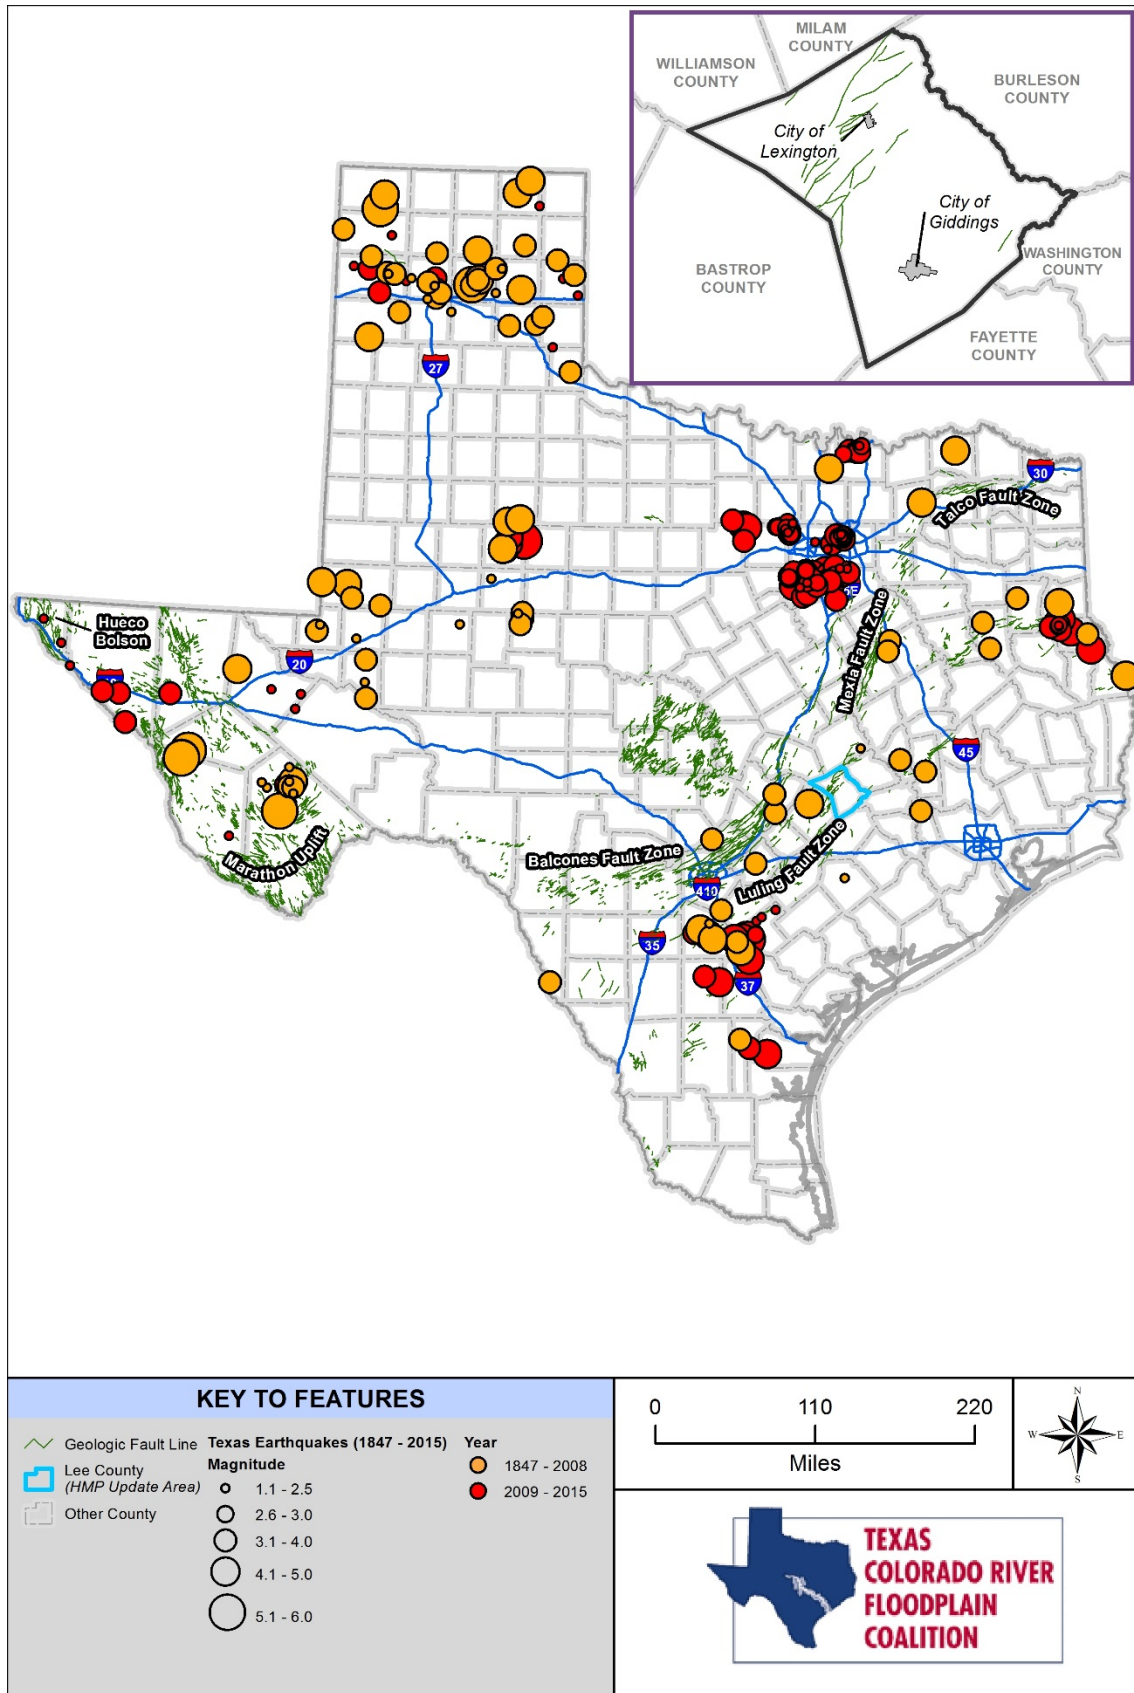 MILAM
COUNTY
WILLIAMSON
COUNTY
BURLESON
COUNTY
City of
Lexington
City of
Giddings
BASTROP
COUNTY
WASHINGTON
COUNTY
FAYETTE
COUNTY
27
30
Talco Fault Zone
Hueco
Bolson
20
Mexia Fault Zone
45
Marathon Uplift
Balcones Fault Zone
Luling Fault Zone
410
35
37
KEY TO FEATURES
Geologic Fault Line
Lee County
(HMP Update Area)
Other County
Texas Earthquakes (1847 - 2015)
Magnitude
1.1 - 2.5
2.6 - 3.0
3.1 - 4.0
4.1 - 5.0
5.1 - 6.0
Year
1847 - 2008
2009 - 2015
0 110 220
Miles
N
W E
S
TEXAS
COLORADO RIVER
FLOODPLAIN
COALITION